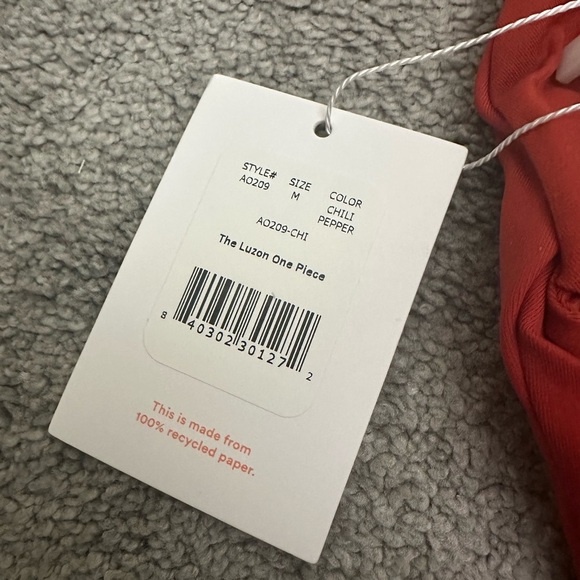 STYLE# SIZE COLOR
AO209 M CHILI
PEPPER
AO209-CHI
The Luzon One Piece
8 40302 30127 2
This is made from
100% recycled paper.